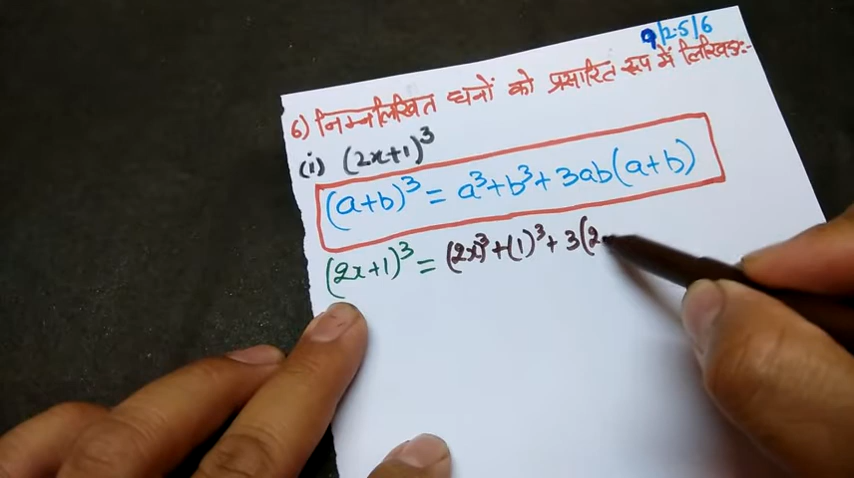 9/2.5/6
6) निम्नलिखित घनों को प्रसारित रूप में लिखिए:-
(i) (2x+1)³
(a+b)³ = a³+b³+3ab(a+b)
(2x+1)³ = (2x)³+(1)³+3(2